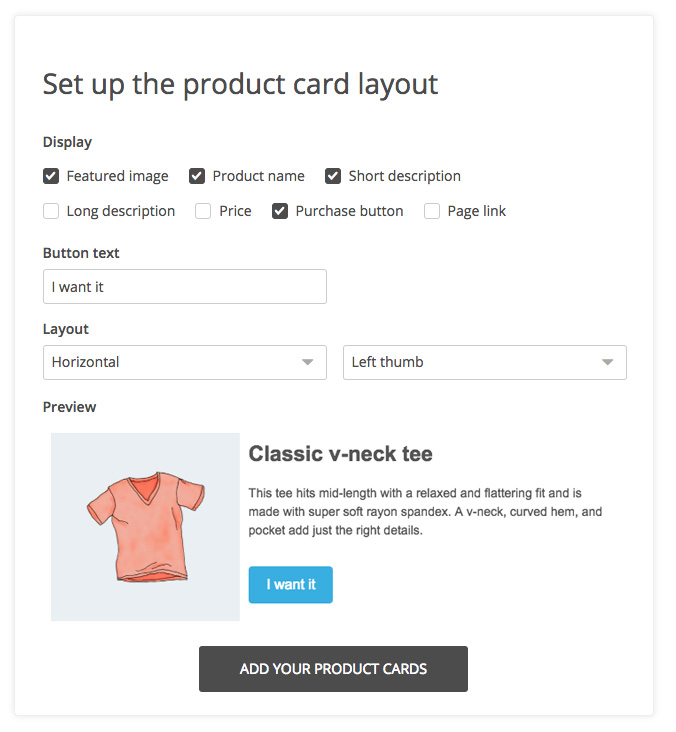 Set up the product card layout
Display
Featured image Product name Short description
Long description Price Purchase button Page link
Button text
I want it
Layout
Horizontal Left thumb
Preview
Classic v-neck tee
This tee hits mid-length with a relaxed and flattering fit and is
made with super soft rayon spandex. A v-neck, curved hem, and
pocket add just the right details.
I want it
ADD YOUR PRODUCT CARDS